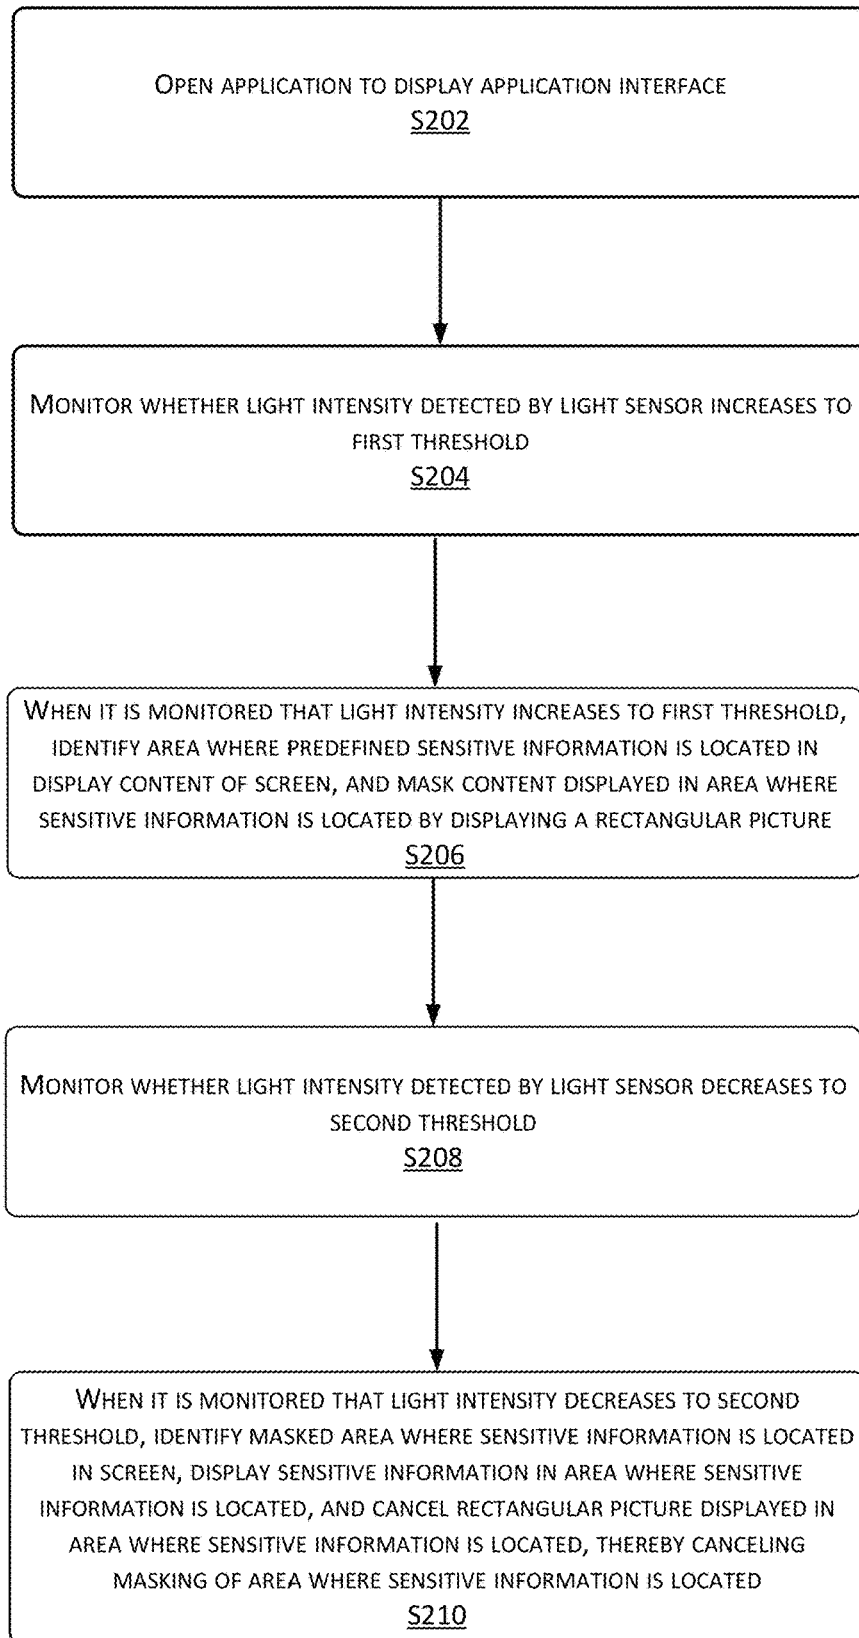 OPEN APPLICATION TO DISPLAY APPLICATION INTERFACE
S202
MONITOR WHETHER LIGHT INTENSITY DETECTED BY LIGHT SENSOR INCREASES TO
FIRST THRESHOLD
S204
WHEN IT IS MONITORED THAT LIGHT INTENSITY INCREASES TO FIRST THRESHOLD,
IDENTIFY AREA WHERE PREDEFINED SENSITIVE INFORMATION IS LOCATED IN
DISPLAY CONTENT OF SCREEN, AND MASK CONTENT DISPLAYED IN AREA WHERE
SENSITIVE INFORMATION IS LOCATED BY DISPLAYING A RECTANGULAR PICTURE
S206
MONITOR WHETHER LIGHT INTENSITY DETECTED BY LIGHT SENSOR DECREASES TO
SECOND THRESHOLD
S208
WHEN IT IS MONITORED THAT LIGHT INTENSITY DECREASES TO SECOND
THRESHOLD, IDENTIFY MASKED AREA WHERE SENSITIVE INFORMATION IS LOCATED
IN SCREEN, DISPLAY SENSITIVE INFORMATION IN AREA WHERE SENSITIVE
INFORMATION IS LOCATED, AND CANCEL RECTANGULAR PICTURE DISPLAYED IN
AREA WHERE SENSITIVE INFORMATION IS LOCATED, THEREBY CANCELING
MASKING OF AREA WHERE SENSITIVE INFORMATION IS LOCATED
S210